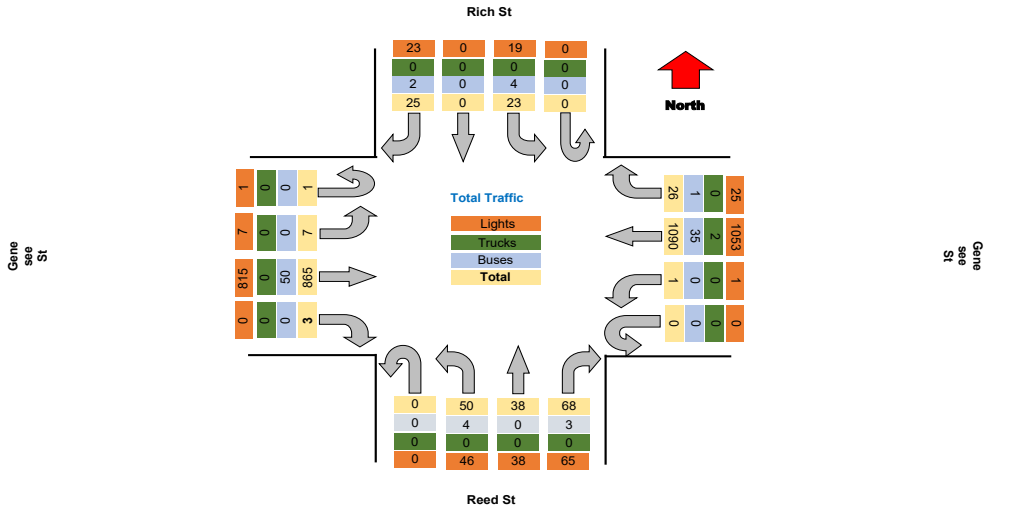 Rich St
23 0 19 0
0 0 0 0
2 0 4 0
25 0 23 0
North
1 0 0 1
7 0 0 7
815 0 50 865
0 0 0 3
Gene
see
St
Total Traffic
Lights
Trucks
Buses
Total
26 1 0 25
1090 35 2 1053
1 0 0 1
0 0 0 0
Gene
see
St
0 50 38 68
0 4 0 3
0 0 0 0
0 46 38 65
Reed St